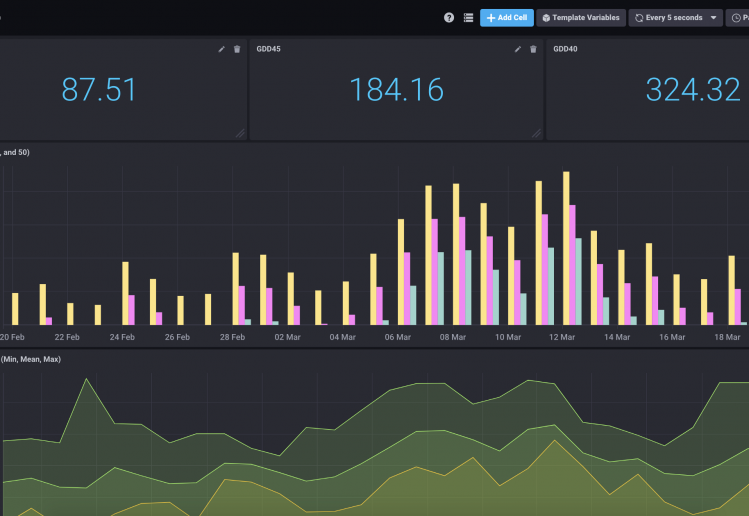 + Add Cell
Template Variables
Every 5 seconds
GDD45
GDD40
87.51
184.16
324.32
, and 50)
20 Feb
22 Feb
24 Feb
26 Feb
28 Feb
02 Mar
04 Mar
06 Mar
08 Mar
10 Mar
12 Mar
14 Mar
16 Mar
18 Mar
(Min, Mean, Max)